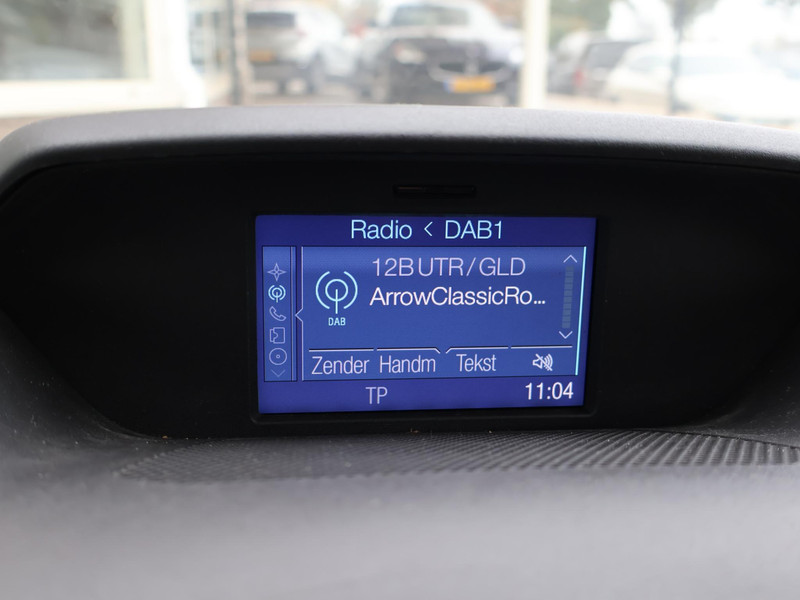 Radio < DAB1
12B UTR/GLD
ArrowClassicRo...
DAB
Zender Handm Tekst
TP 11:04